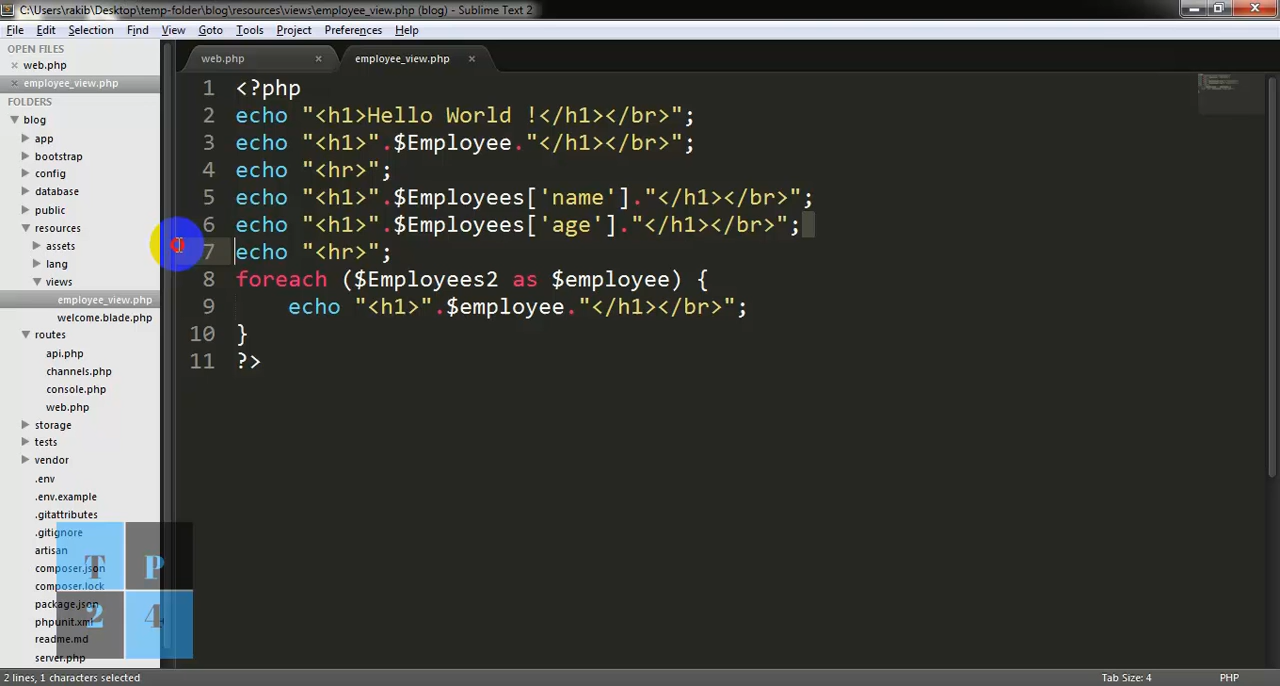 C:\Users\rakib\Desktop\temp-folder\blog\resources\views\employee_view.php (blog) - Sublime Text 2
File Edit Selection Find View Goto Tools Project Preferences Help
OPEN FILES
web.php
employee_view.php
FOLDERS
blog
app
bootstrap
config
database
public
resources
assets
lang
views
employee_view.php
welcome.blade.php
routes
api.php
channels.php
console.php
web.php
storage
tests
vendor
.env
.env.example
.gitattributes
.gitignore
artisan
composer.json
composer.lock
package.json
phpunit.xml
readme.md
server.php
T P
2 4
web.php employee_view.php
1 <?php
2 echo "<h1>Hello World !</h1></br>";
3 echo "<h1>".$Employee."</h1></br>";
4 echo "<hr>";
5 echo "<h1>".$Employees['name']."</h1></br>";
6 echo "<h1>".$Employees['age']."</h1></br>";
7 echo "<hr>";
8 foreach ($Employees2 as $employee) {
9 echo "<h1>".$employee."</h1></br>";
10 }
11 ?>
2 lines, 1 characters selected
Tab Size: 4 PHP